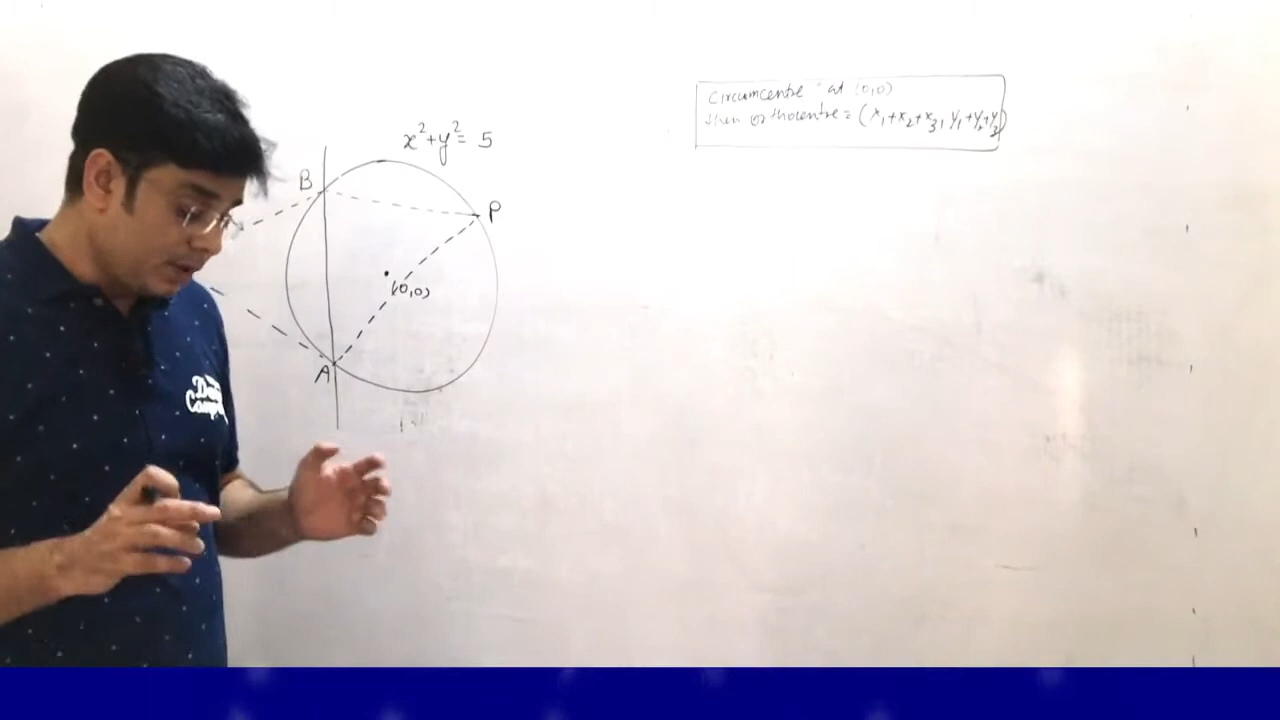 Circumcentre at (0,0)
then orthocentre = (x₁+x₂+x₃, y₁+y₂+y₃)
x²+y²= 5
B
P
(0,0)
A